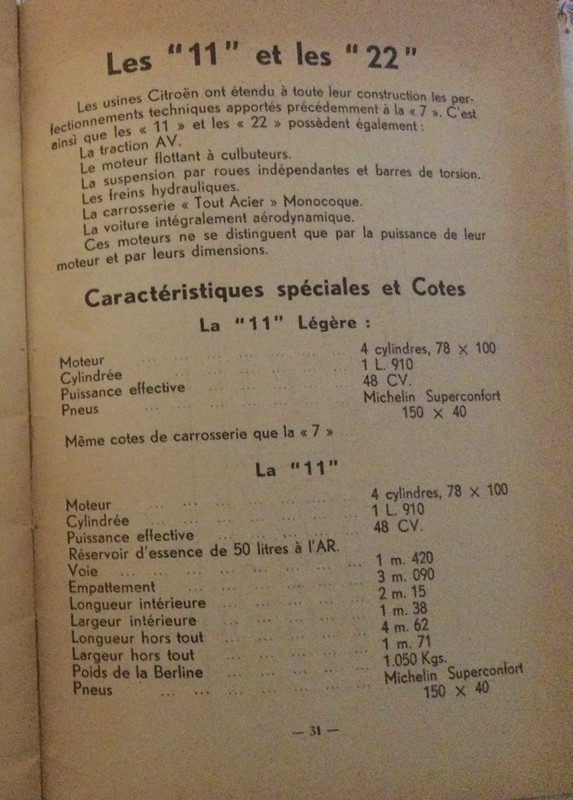 Les "11" et les "22"
Les usines Citroën ont étendu à toute leur construction les per-
fectionnements techniques apportés précédemment à la « 7 ». C'est
ainsi que les « 11 » et les « 22 » possèdent également :
La traction AV.
Le moteur flottant à culbuteurs.
La suspension par roues indépendantes et barres de torsion.
Les freins hydrauliques.
La carrosserie « Tout Acier » Monocoque.
La voiture intégralement aérodynamique.
Ces moteurs ne se distinguent que par la puissance de leur
moteur et par leurs dimensions.
Caractéristiques spéciales et Cotes
La "11" Légère :
Moteur ... ... ... ... ... 4 cylindres, 78 × 100
Cylindrée ... ... ... ... ... 1 L. 910
Puissance effective ... ... ... ... 48 CV.
Pneus ... ... ... ... ... Michelin Superconfort
150 × 40
Même cotes de carrosserie que la « 7 »
La "11"
Moteur ... ... ... ... ... 4 cylindres, 78 × 100
Cylindrée ... ... ... ... ... 1 L. 910
Puissance effective ... ... ... ... 48 CV.
Réservoir d'essence de 50 litres à l'AR.
Voie ... ... ... ... ... 1 m. 420
Empattement ... ... ... ... 3 m. 090
Longueur intérieure ... ... ... 2 m. 15
Largeur intérieure ... ... ... 1 m. 38
Longueur hors tout ... ... ... 4 m. 62
Largeur hors tout ... ... ... 1 m. 71
Poids de la Berline ... ... ... 1.050 Kgs.
Pneus ... ... ... ... ... Michelin Superconfort
150 × 40
— 31 —